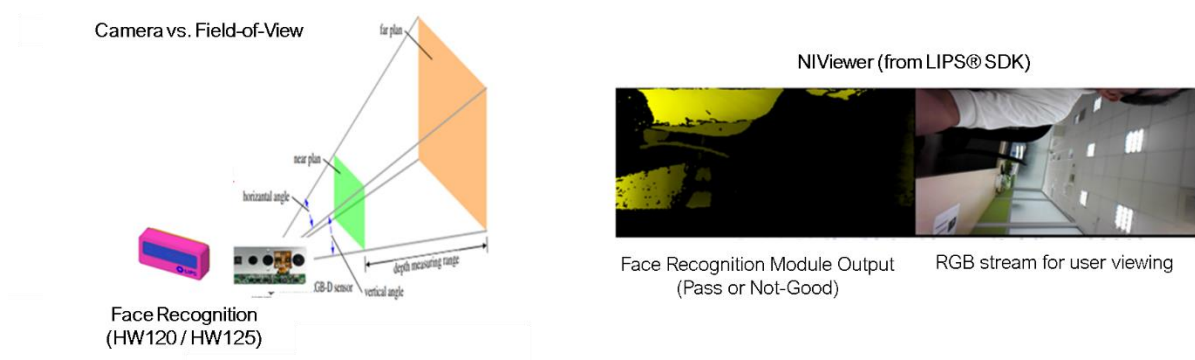 Camera vs. Field-of-View
far plan
near plan
horizantal angle
depth measuring range
.GB-D sensor
vertical angle
LIPS
Face Recognition
(HW120 / HW125)
NIViewer (from LIPS® SDK)
Face Recognition Module Output
(Pass or Not-Good)
RGB stream for user viewing